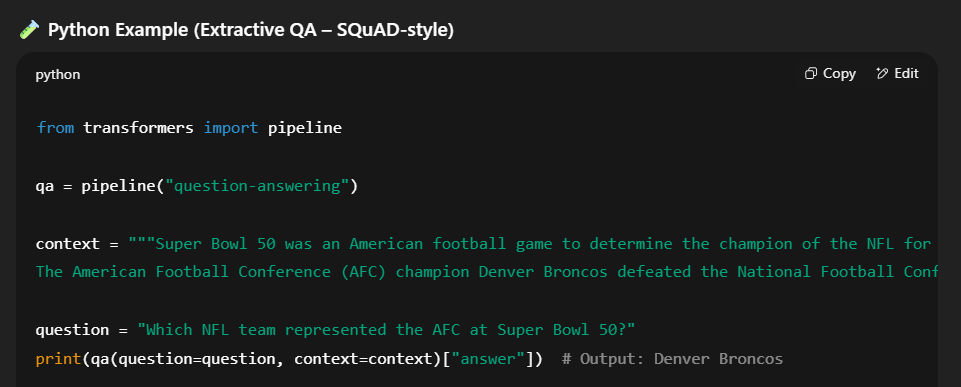 Python Example (Extractive QA – SQuAD-style)
python
Copy
Edit
from transformers import pipeline
qa = pipeline("question-answering")
context = """Super Bowl 50 was an American football game to determine the champion of the NFL for
The American Football Conference (AFC) champion Denver Broncos defeated the National Football Conf
question = "Which NFL team represented the AFC at Super Bowl 50?"
print(qa(question=question, context=context)["answer"])  # Output: Denver Broncos